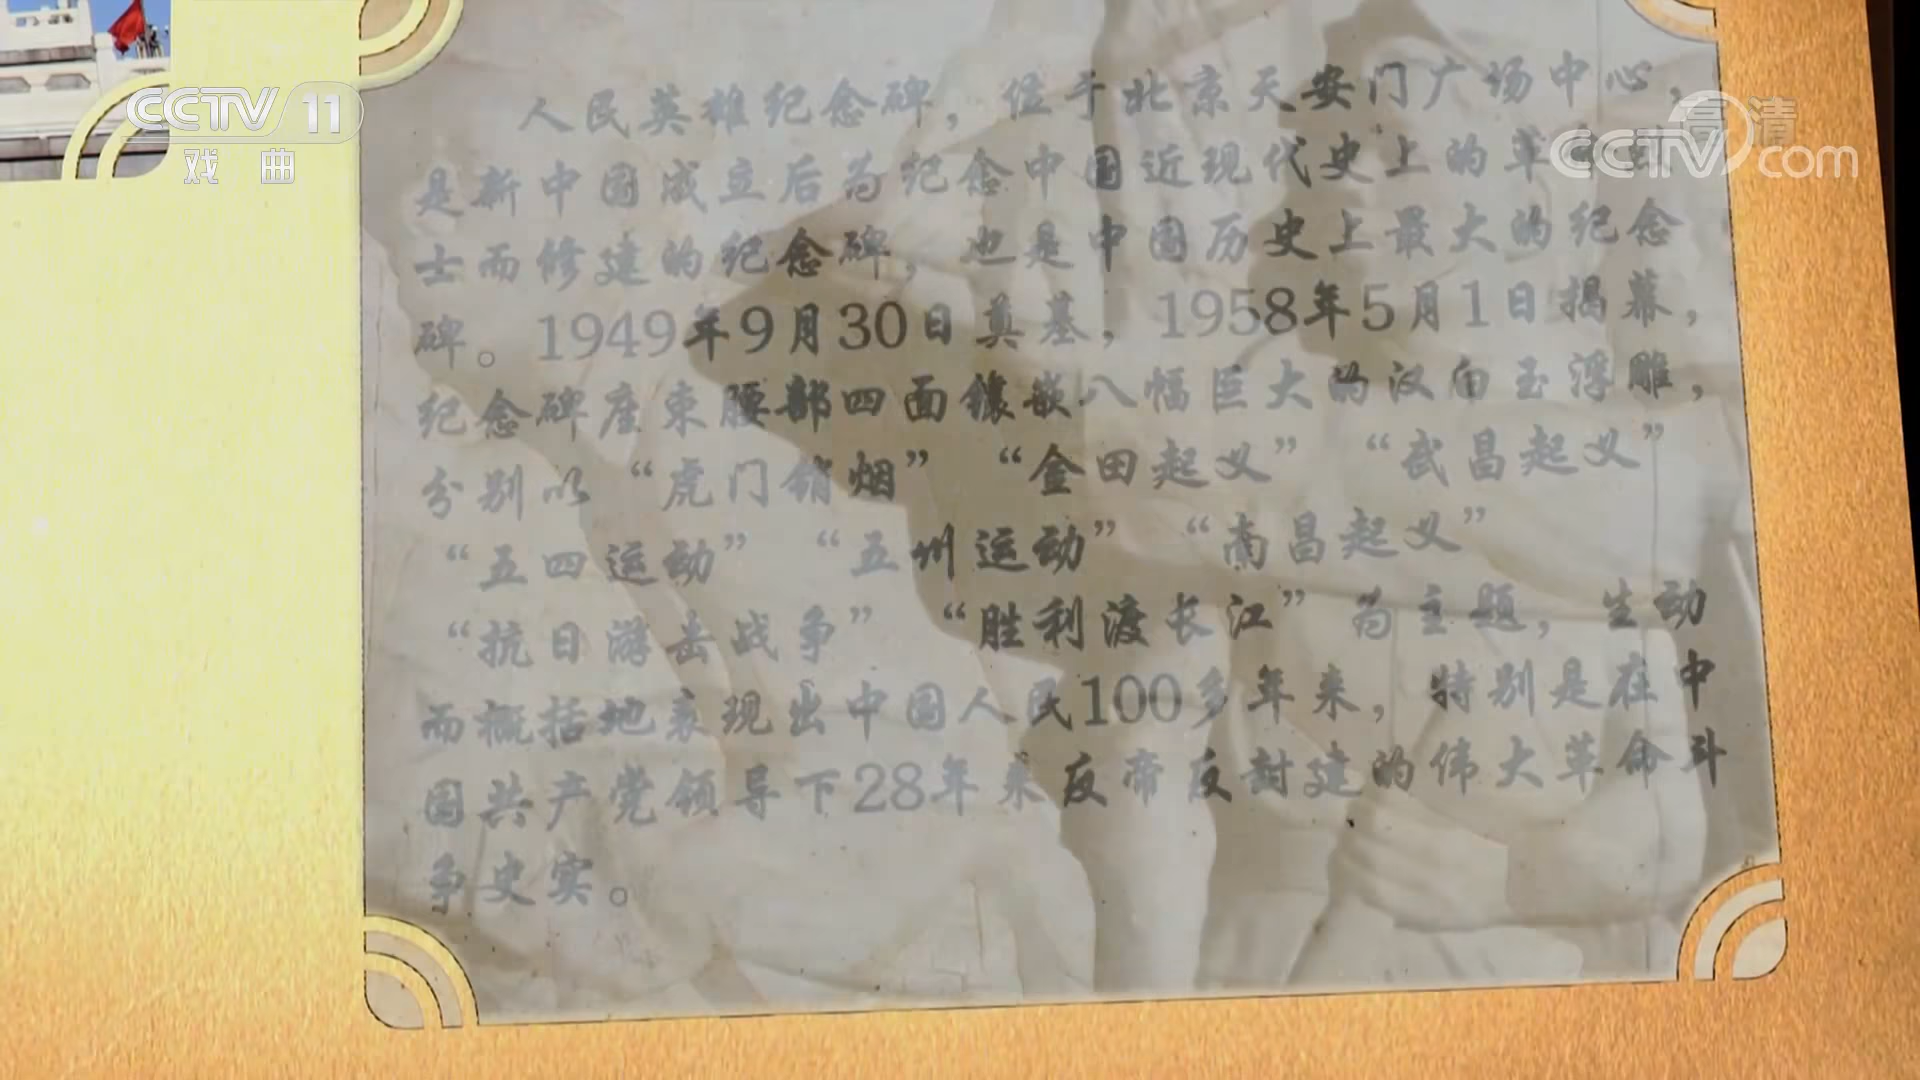 CCTV 11
戏曲
高清
CCTV.com
人民英雄纪念碑，位于北京天安门广场中心，
是新中国成立后为纪念中国近现代史上的革
士而修建的纪念碑，也是中国历史上最大的纪念
碑。1949年9月30日奠基，1958年5月1日揭幕，
纪念碑座束腰部四面镶嵌八幅巨大的汉白玉浮雕，
分别以“虎门销烟”“金田起义”“武昌起义”
“五四运动”“五州运动”“南昌起义”
“抗日游击战争”“胜利渡长江”为主题，生动
而概括地表现出中国人民100多年来，特别是在中
国共产党领导下28年来反帝反封建的伟大革命斗
争史实。